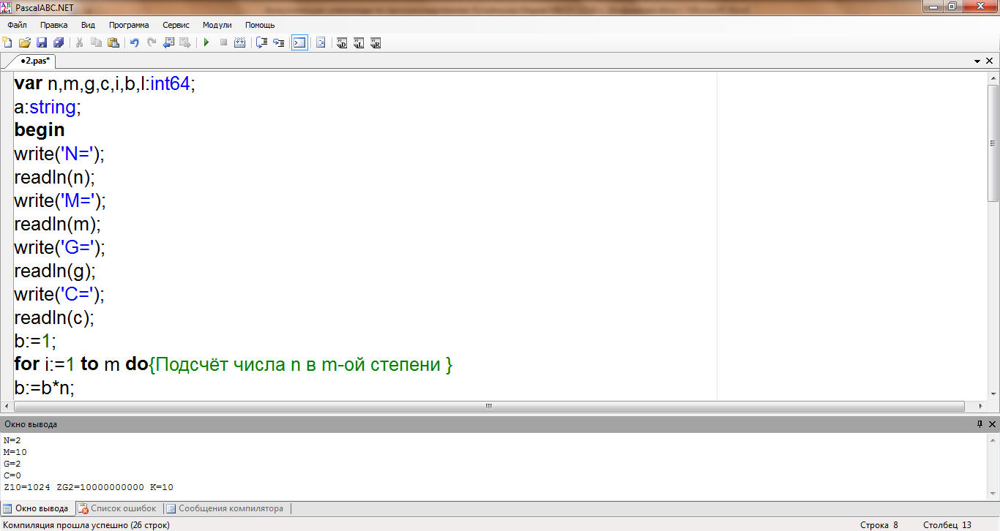 PascalABC.NET
Файл Правка Вид Программа Сервис Модули Помощь
•2.pas*
var n,m,g,c,i,b,l:int64;
a:string;
begin
write('N=');
readln(n);
write('M=');
readln(m);
write('G=');
readln(g);
write('C=');
readln(c);
b:=1;
for i:=1 to m do{Подсчёт числа n в m-ой степени }
b:=b*n;
Окно вывода
N=2
M=10
G=2
C=0
Z10=1024 ZG2=10000000000 K=10
Окно вывода Список ошибок Сообщения компилятора
Компиляция прошла успешно (26 строк) Строка 8 Столбец 13